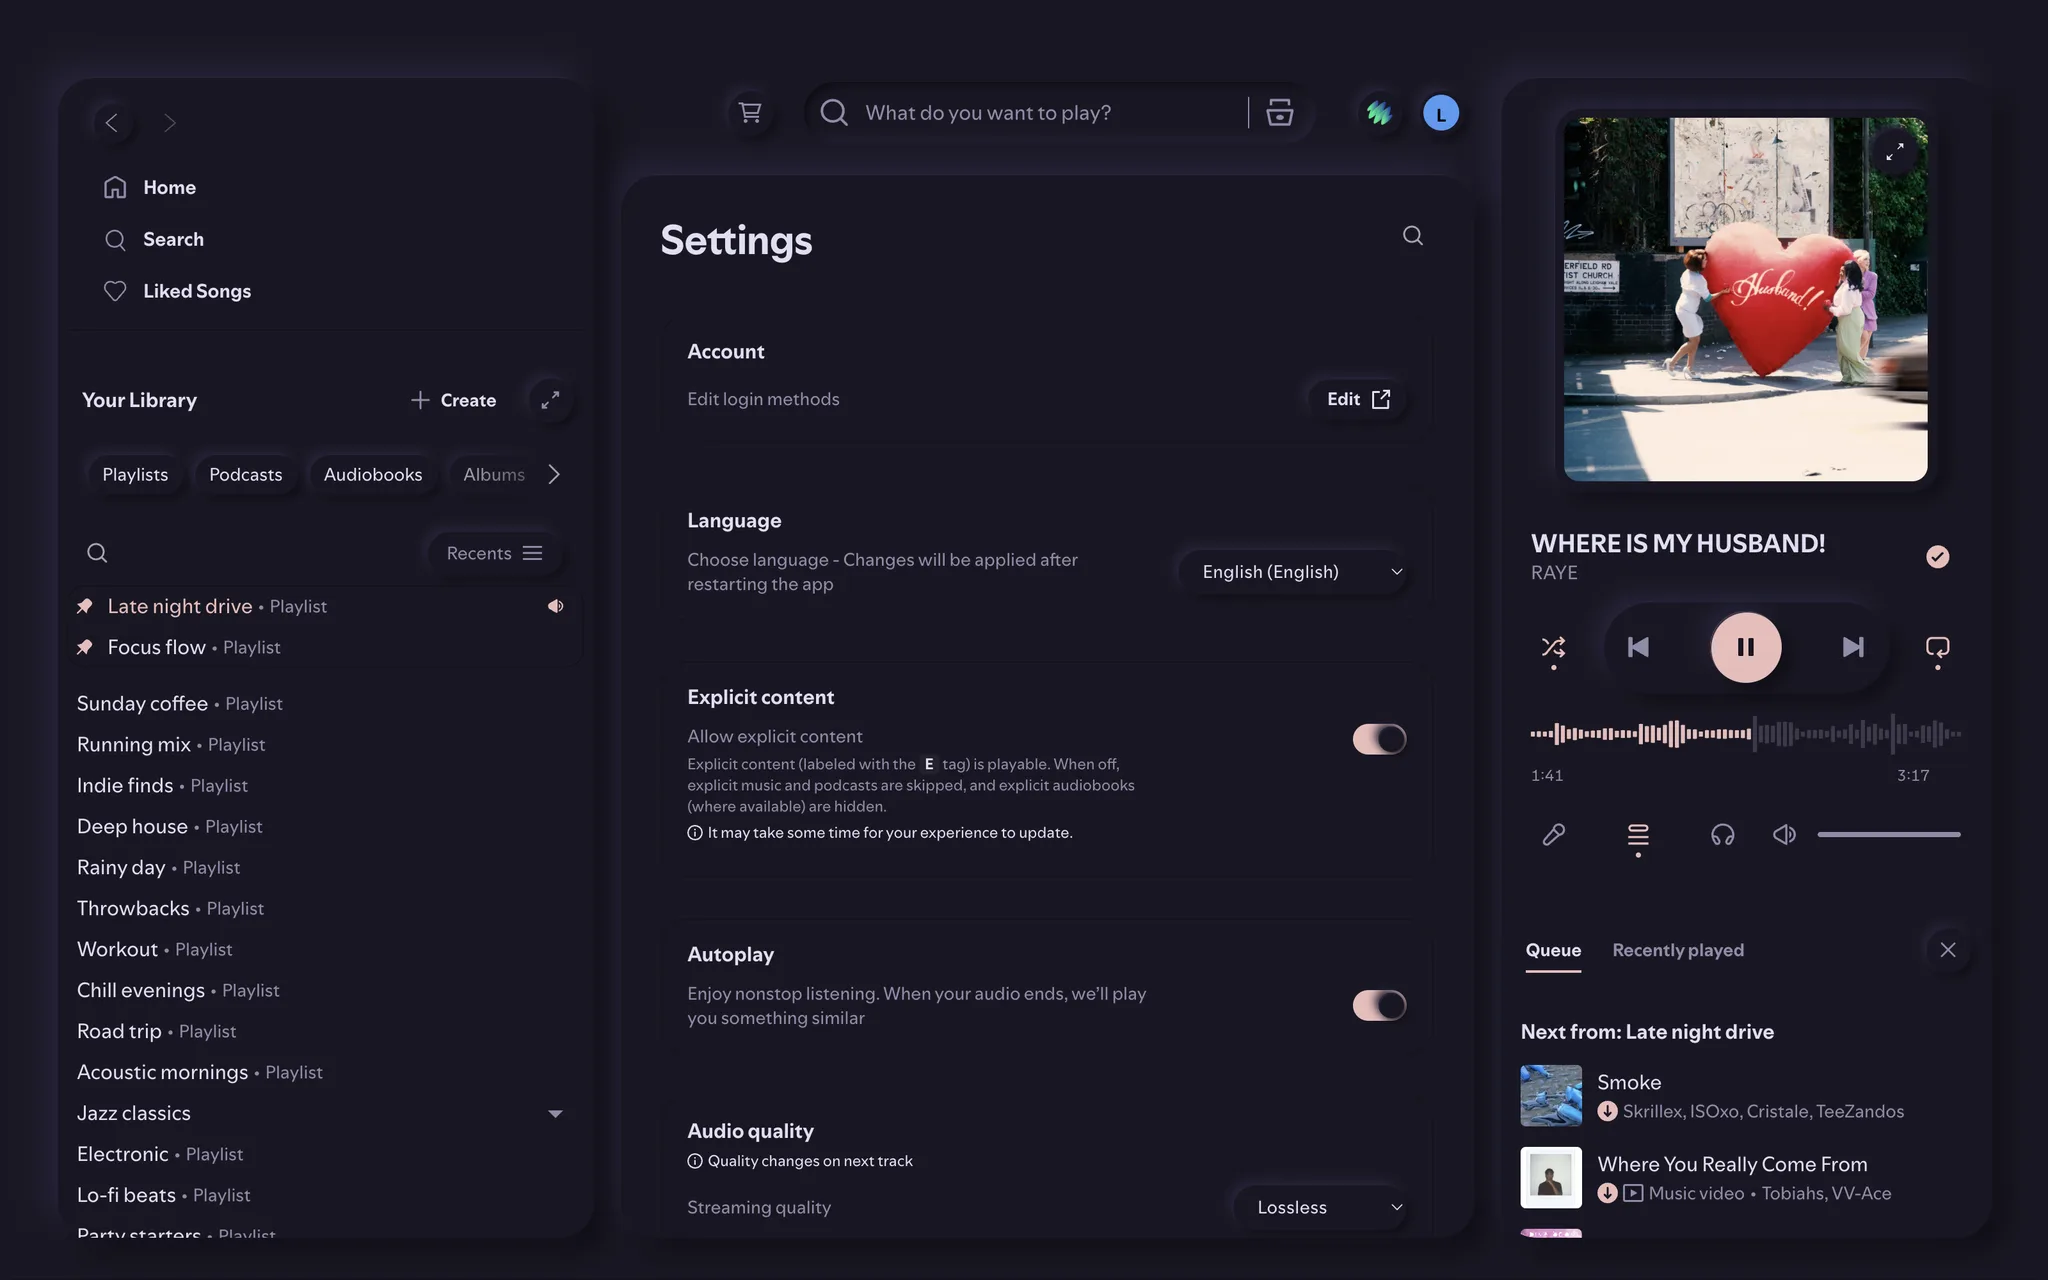 Home
Search
Liked Songs
Your Library
Create
Playlists
Podcasts
Audiobooks
Albums
Recents
Late night drive • Playlist
Focus flow • Playlist
Sunday coffee • Playlist
Running mix • Playlist
Indie finds • Playlist
Deep house • Playlist
Rainy day • Playlist
Throwbacks • Playlist
Workout • Playlist
Chill evenings • Playlist
Road trip • Playlist
Acoustic mornings • Playlist
Jazz classics
Electronic • Playlist
Lo-fi beats • Playlist
Party starters • Playlist
What do you want to play?
L
Settings
Account
Edit login methods
Edit
Language
Choose language - Changes will be applied after
restarting the app
English (English)
Explicit content
Allow explicit content
Explicit content (labeled with the E tag) is playable. When off,
explicit music and podcasts are skipped, and explicit audiobooks
(where available) are hidden.
It may take some time for your experience to update.
Autoplay
Enjoy nonstop listening. When your audio ends, we’ll play
you something similar
Audio quality
Quality changes on next track
Streaming quality
Lossless
ERFIELD RD
TIST CHURCH
Husband!
WHERE IS MY HUSBAND!
RAYE
1:41
3:17
Queue
Recently played
Next from: Late night drive
Smoke
Skrillex, ISOxo, Cristale, TeeZandos
Where You Really Come From
Music video • Tobiahs, VV-Ace